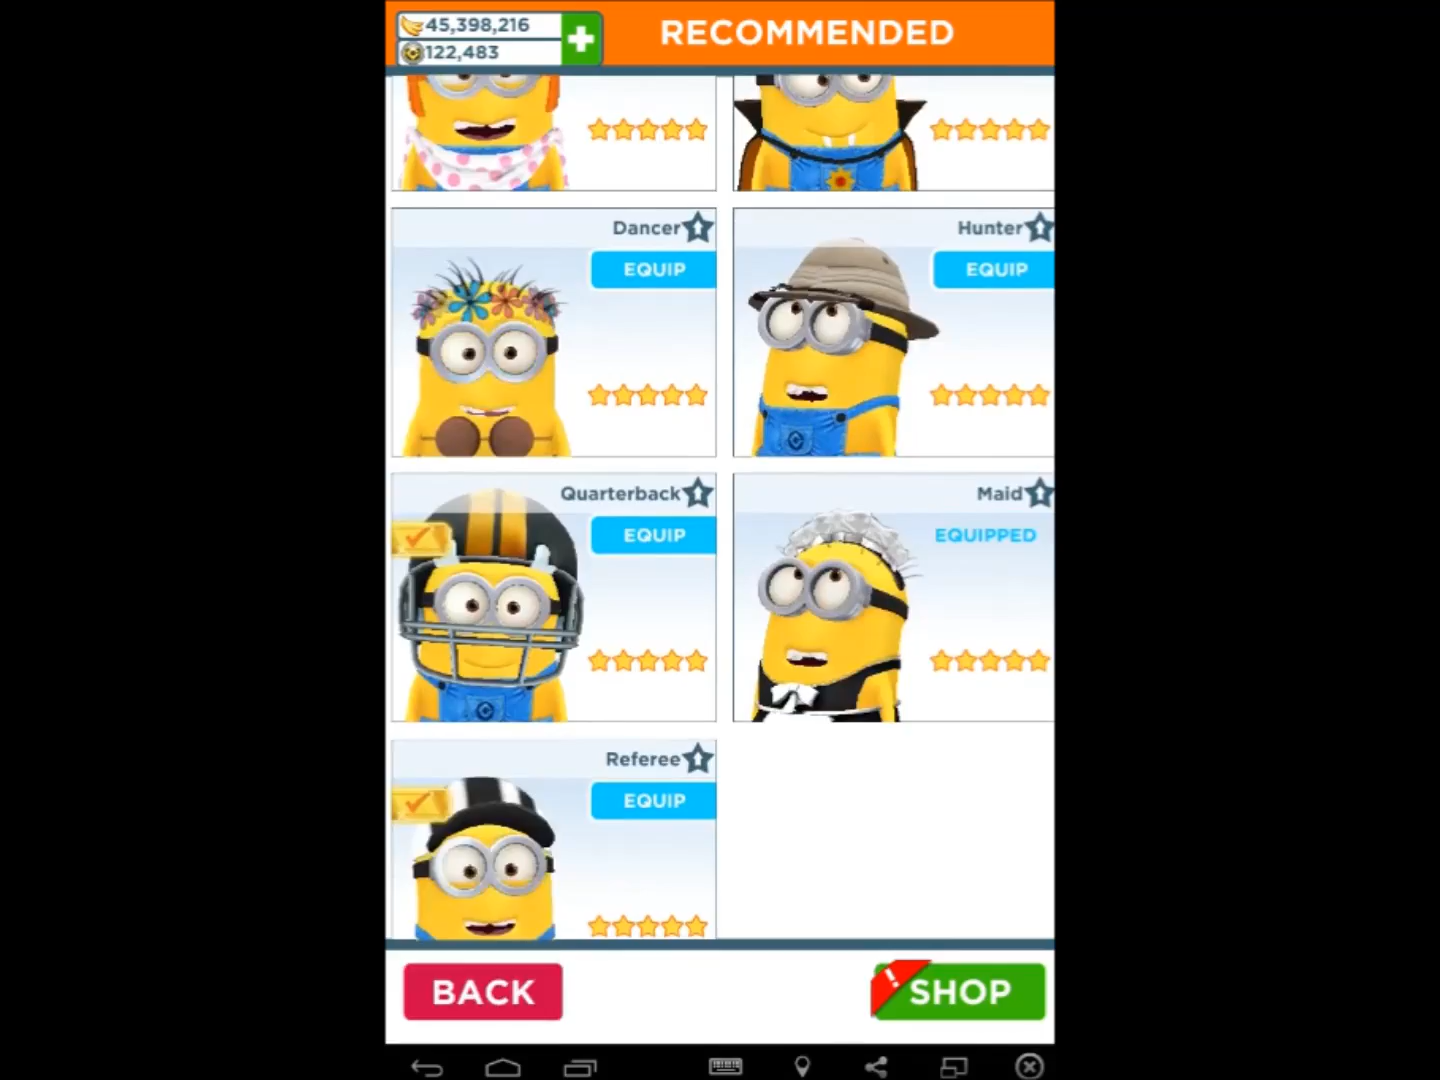 45,398,216
RECOMMENDED
122,483
Dancer
Hunter
EQUIP
EQUIP
Quarterback
Maid
EQUIP
EQUIPPED
Referee
EQUIP
BACK
! SHOP